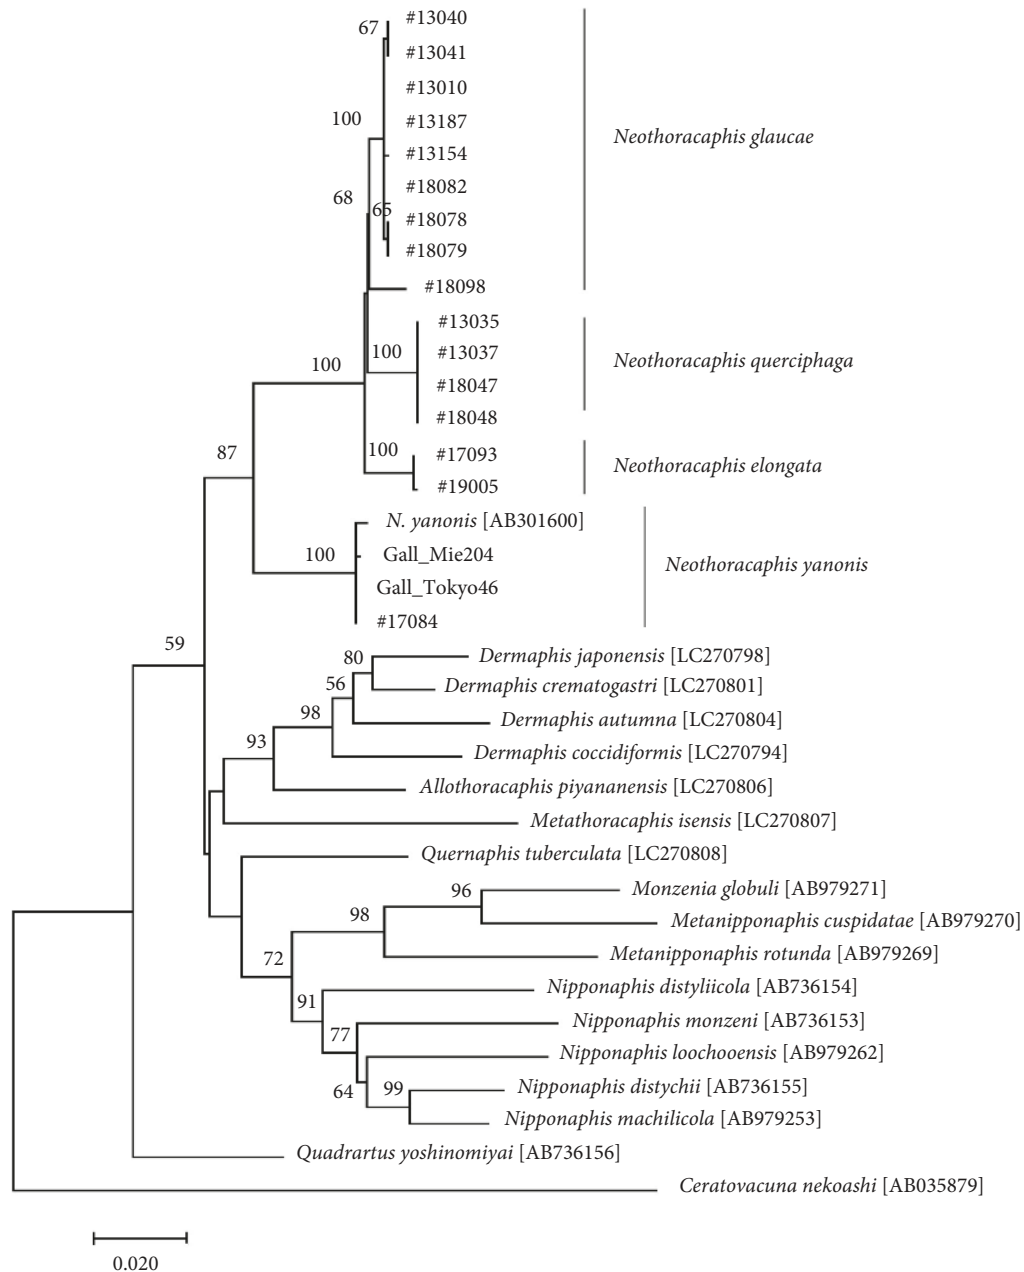 67
#13040
#13041
#13010
100
#13187
Neothoracaphis glaucae
#13154
#18082
68
65
#18078
#18079
#18098
#13035
100
100
#13037
Neothoracaphis querciphaga
#18047
#18048
100
#17093
87
Neothoracaphis elongata
#19005
N. yanonis [AB301600]
100
Gall_Mie204
Neothoracaphis yanonis
Gall_Tokyo46
#17084
59
80
Dermaphis japonensis [LC270798]
56
Dermaphis crematogastri [LC270801]
98
Dermaphis autumna [LC270804]
93
Dermaphis coccidiformis [LC270794]
Allothoracaphis piyananensis [LC270806]
Metathoracaphis isensis [LC270807]
Quernaphis tuberculata [LC270808]
96
Monzenia globuli [AB979271]
98
Metanipponaphis cuspidatae [AB979270]
72
Metanipponaphis rotunda [AB979269]
91
Nipponaphis distyliicola [AB736154]
77
Nipponaphis monzeni [AB736153]
Nipponaphis loochooensis [AB979262]
64
99
Nipponaphis distychii [AB736155]
Nipponaphis machilicola [AB979253]
Quadrartus yoshinomiyai [AB736156]
Ceratovacuna nekoashi [AB035879]
0.020